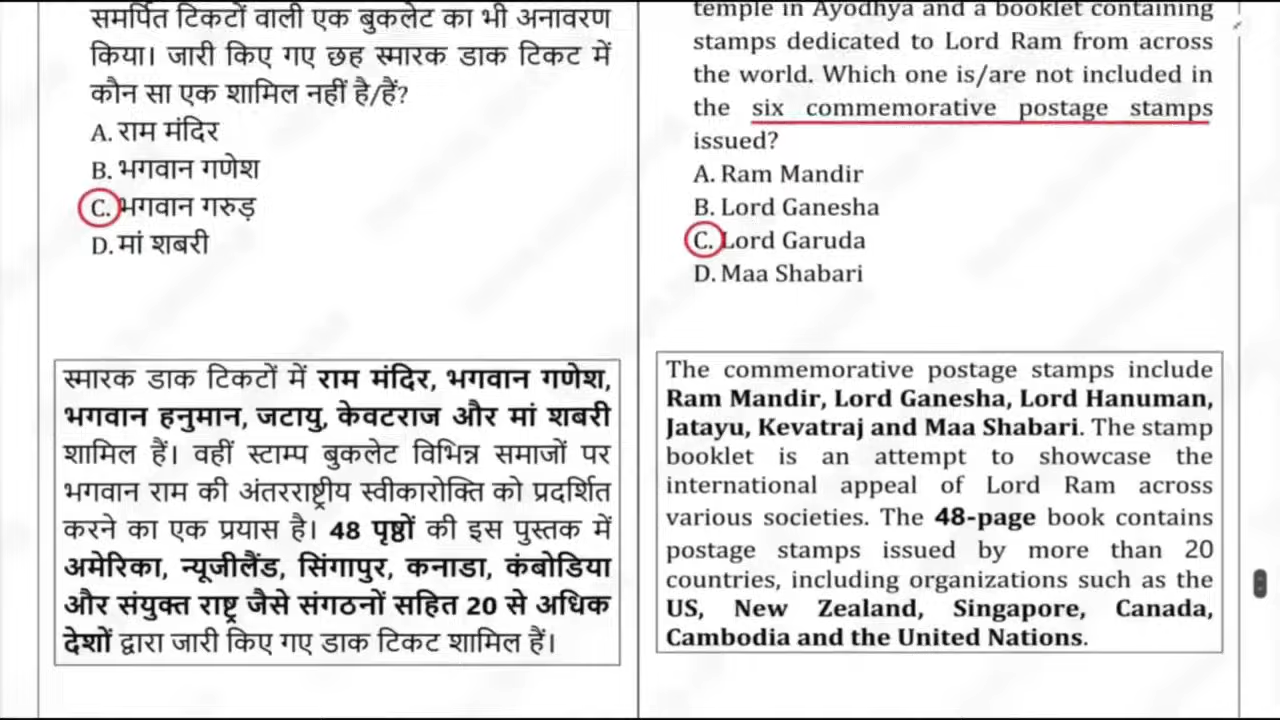 समर्पित टिकटों वाली एक बुकलेट का भी अनावरण
किया। जारी किए गए छह स्मारक डाक टिकट में
कौन सा एक शामिल नहीं है/हैं?
A. राम मंदिर
B. भगवान गणेश
C. भगवान गरुड़
D. मां शबरी
स्मारक डाक टिकटों में राम मंदिर, भगवान गणेश,
भगवान हनुमान, जटायु, केवटराज और मां शबरी
शामिल हैं। वहीं स्टाम्प बुकलेट विभिन्न समाजों पर
भगवान राम की अंतरराष्ट्रीय स्वीकारोक्ति को प्रदर्शित
करने का एक प्रयास है। 48 पृष्ठों की इस पुस्तक में
अमेरिका, न्यूजीलैंड, सिंगापुर, कनाडा, कंबोडिया
और संयुक्त राष्ट्र जैसे संगठनों सहित 20 से अधिक
देशों द्वारा जारी किए गए डाक टिकट शामिल हैं।
temple in Ayodhya and a booklet containing
stamps dedicated to Lord Ram from across
the world. Which one is/are not included in
the six commemorative postage stamps
issued?
A. Ram Mandir
B. Lord Ganesha
C. Lord Garuda
D. Maa Shabari
The commemorative postage stamps include
Ram Mandir, Lord Ganesha, Lord Hanuman,
Jatayu, Kevatraj and Maa Shabari. The stamp
booklet is an attempt to showcase the
international appeal of Lord Ram across
various societies. The 48-page book contains
postage stamps issued by more than 20
countries, including organizations such as the
US, New Zealand, Singapore, Canada,
Cambodia and the United Nations.